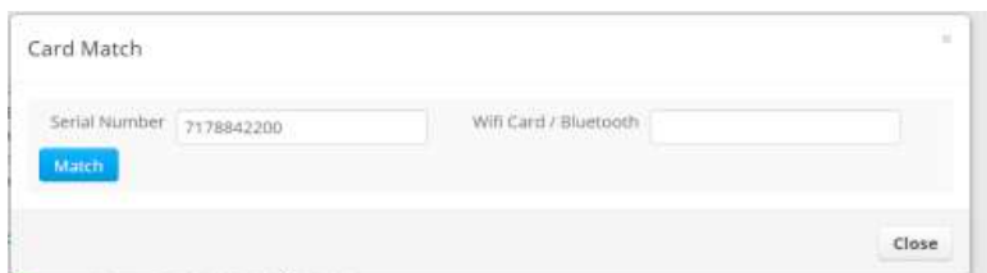 Card Match
Serial Number 7178842200 Wifi Card / Bluetooth
Match
Close